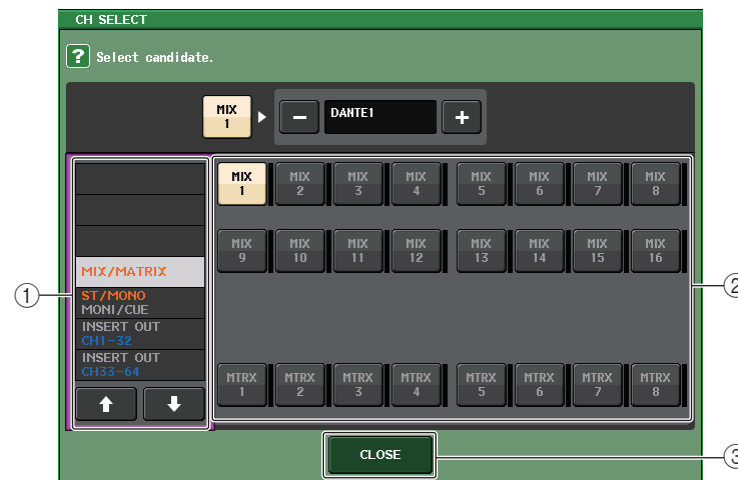 CH SELECT
? Select candidate.
MIX 1 − DANTE1 +
MIX/MATRIX
ST/MONO
MONI/CUE
INSERT OUT
CH1-32
INSERT OUT
CH33-64
MIX 1 MIX 2 MIX 3 MIX 4 MIX 5 MIX 6 MIX 7 MIX 8
MIX 9 MIX 10 MIX 11 MIX 12 MIX 13 MIX 14 MIX 15 MIX 16
MTRX 1 MTRX 2 MTRX 3 MTRX 4 MTRX 5 MTRX 6 MTRX 7 MTRX 8
CLOSE
①
②
③